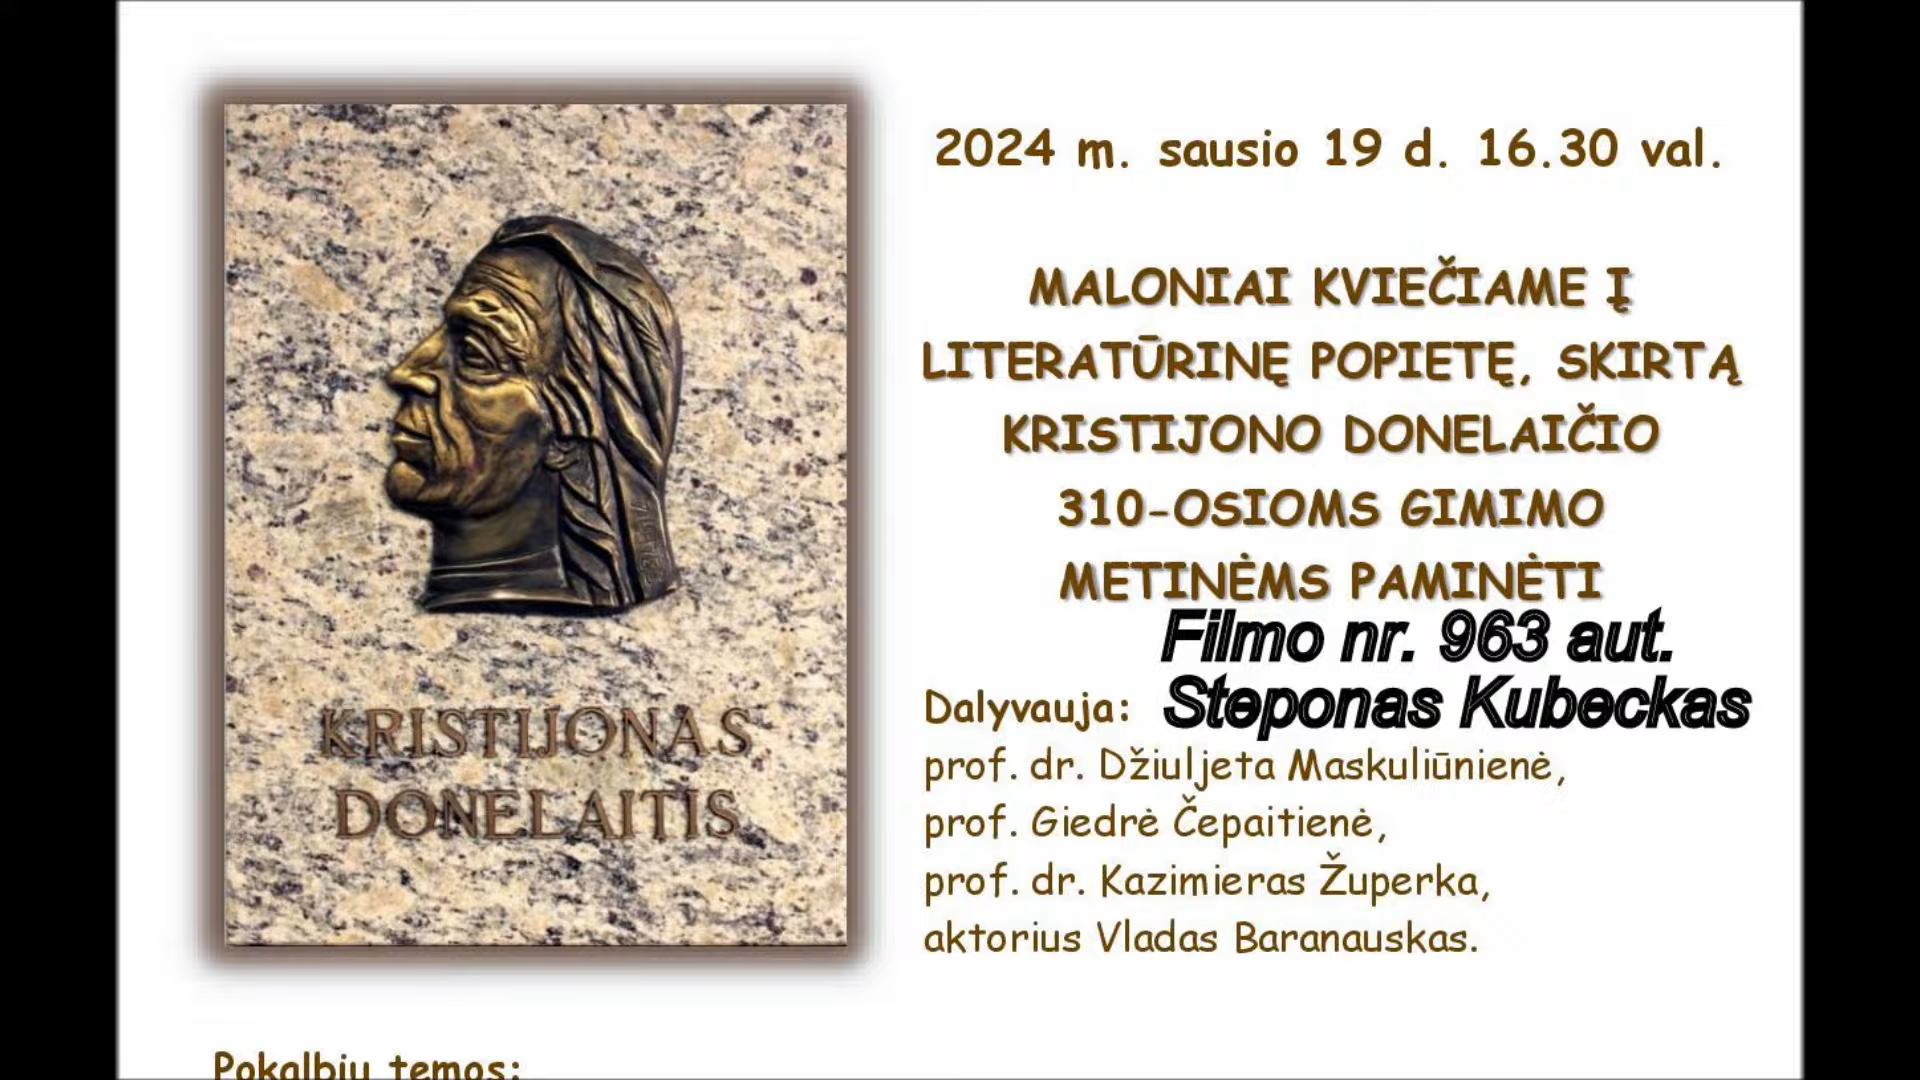 KRISTIJONAS
DONELAITIS
2024 m. sausio 19 d. 16.30 val.
MALONIAI KVIEČIAME Į
LITERATŪRINĘ POPIETĘ, SKIRTĄ
KRISTIJONO DONELAIČIO
310-OSIOMS GIMIMO
METINĖMS PAMINĖTI
Filmo nr. 963 aut.
Steponas Kubeckas
Dalyvauja:
prof. dr. Džiuljeta Maskuliūnienė,
prof. Giedrė Čepaitienė,
prof. dr. Kazimieras Župerka,
aktorius Vladas Baranauskas.
Pokalbių temos: